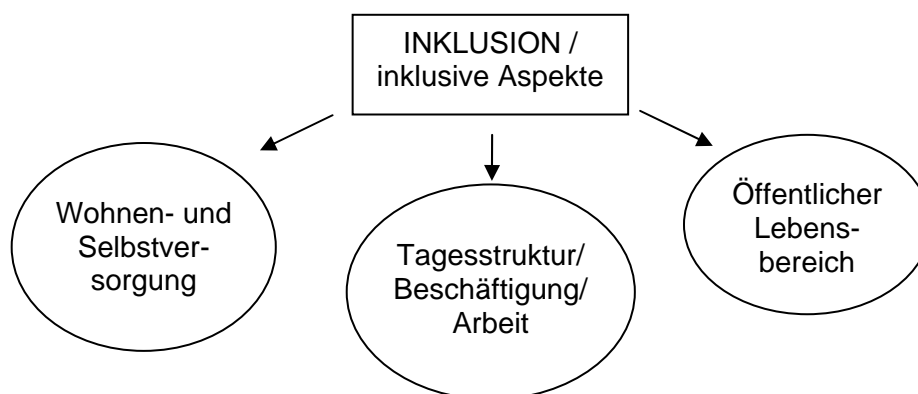 INKLUSION /
inklusive Aspekte
Wohnen- und
Selbstver-
sorgung
Tagesstruktur/
Beschäftigung/
Arbeit
Öffentlicher
Lebens-
bereich